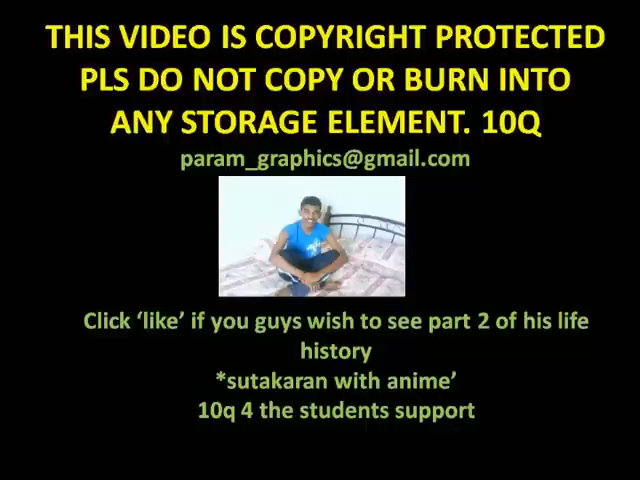 THIS VIDEO IS COPYRIGHT PROTECTED
PLS DO NOT COPY OR BURN INTO
ANY STORAGE ELEMENT. 10Q
param_graphics@gmail.com
Click ‘like’ if you guys wish to see part 2 of his life
history
*sutakaran with anime’
10q 4 the students support